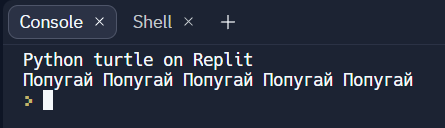 Console × Shell × +
Python turtle on Replit
Попугай Попугай Попугай Попугай Попугай
>